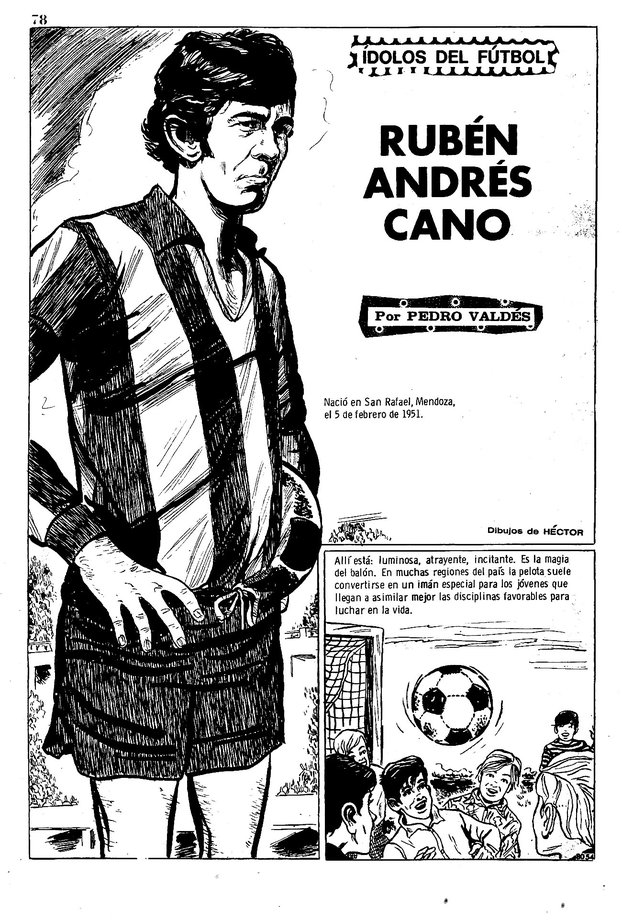 78
ÍDOLOS DEL FÚTBOL
RUBÉN
ANDRÉS
CANO
Por PEDRO VALDÉS
Nació en San Rafael, Mendoza,
el 5 de febrero de 1951.
Dibujos de HÉCTOR
Allí está: luminosa, atrayente, incitante. Es la magia
del balón. En muchas regiones del país la pelota suele
convertirse en un imán especial para los jóvenes que
llegan a asimilar mejor las disciplinas favorables para
luchar en la vida.